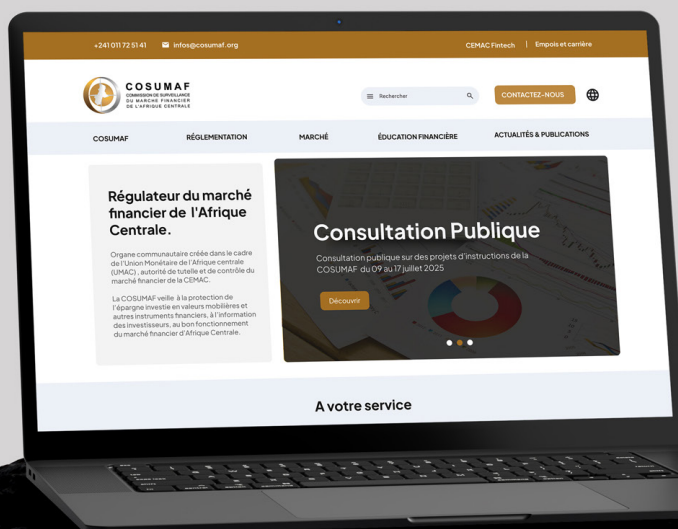 +241 011 72 51 41 infos@cosumaf.org CEMAC Fintech | Empois et carrière
COSUMAF
COMMISSION DE SURVEILLANCE
DU MARCHE FINANCIER
DE L'AFRIQUE CENTRALE
Rechercher
CONTACTEZ-NOUS
COSUMAF RÉGLEMENTATION MARCHÉ ÉDUCATION FINANCIÈRE ACTUALITÉS & PUBLICATIONS
Régulateur du marché
financier de l'Afrique
Centrale.
Organe communautaire créée dans le cadre
de l'Union Monétaire de l'Afrique centrale
(UMAC) , autorité de tutelle et de contrôle du
marché financier de la CEMAC.
La COSUMAF veille à la protection de
l'épargne investie en valeurs mobilières et
autres instruments financiers, à l'information
des investisseurs, au bon fonctionnement
du marché financier d'Afrique Centrale.
Consultation Publique
Consultation publique sur des projets d'instructions de la
COSUMAF du 09 au 17 juillet 2025
Découvrir
A votre service